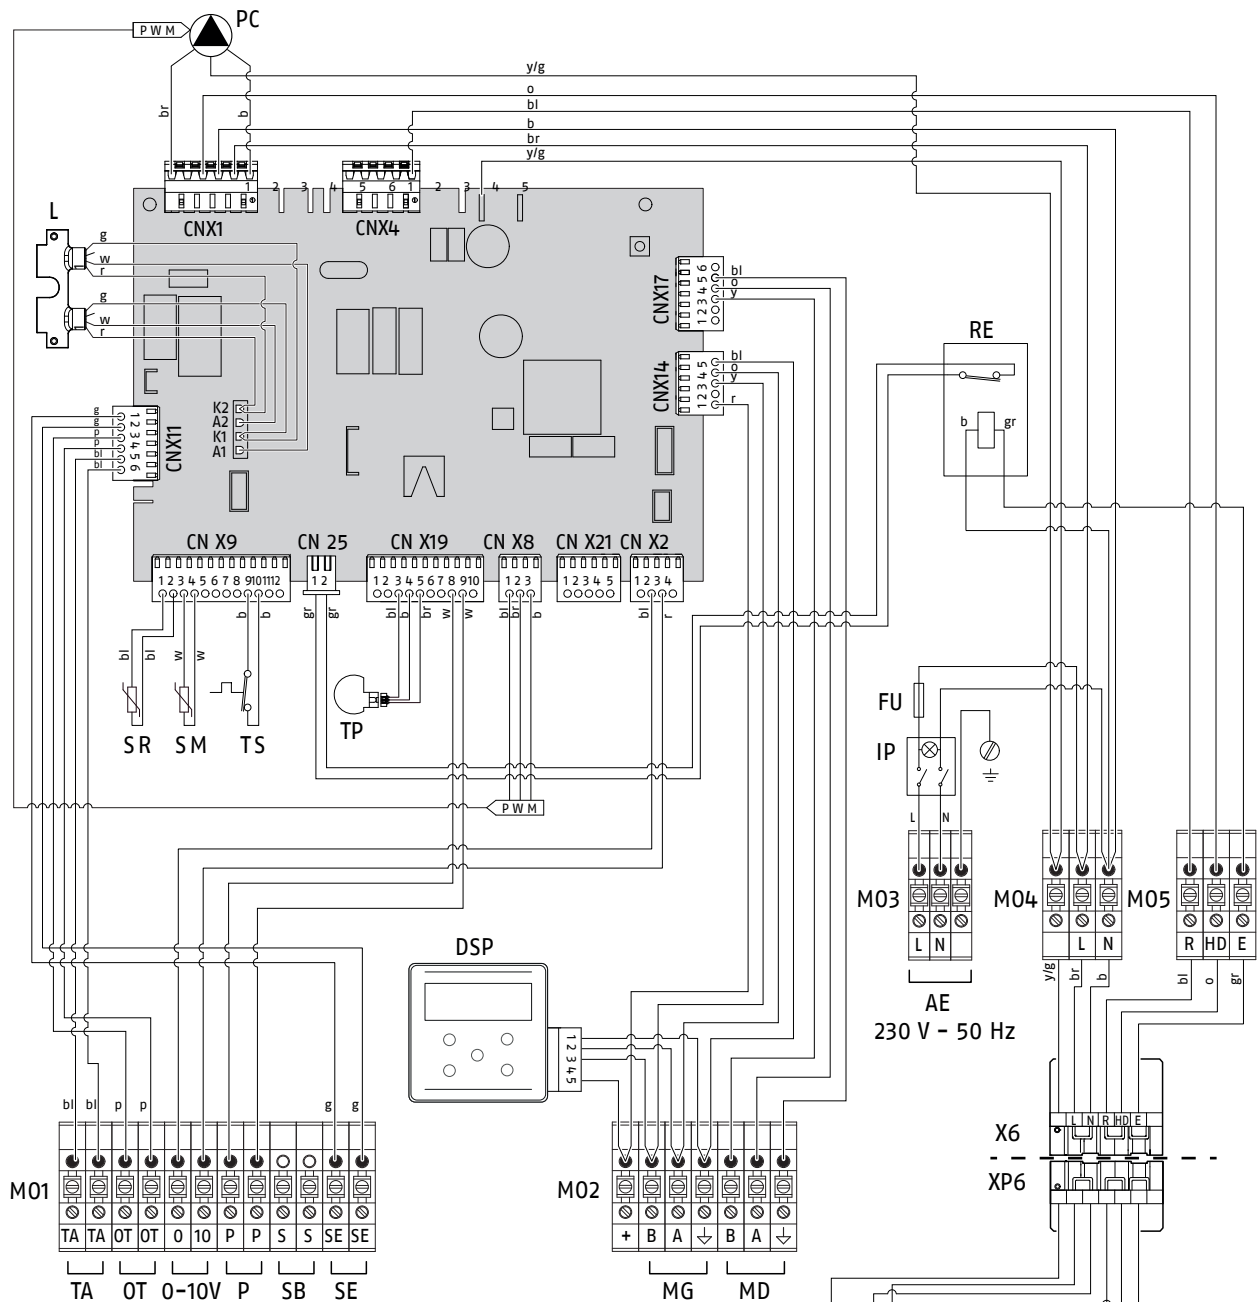 PWM
PC
br
b
y/g
o
bl
b
br
y/g
1 2 3 4
5 6 1 2 3 4 5
CNX1
CNX4
L
g
w
r
g
w
r
CNX17
1 2 3 4 5 6
bl
o
y
CNX14
1 2 3 4 5
bl
o
y
r
RE
b
gr
K2
A2
K1
A1
g
g
p
p
bl
bl
1 2 3 4 5 6
CNX11
CN X9
CN 25
CN X19
CN X8
CN X21
CN X2
1 2 3 4 5 6 7 8 9 10 11 12
1 2
1 2 3 4 5 6 7 8 9 10
1 2 3
1 2 3 4 5
1 2 3 4
bl
bl
w
w
b
b
gr
gr
bl
b
br
w
w
bl
br
b
bl
r
SR
SM
TS
TP
FU
IP
PWM
L
N
M03
M04
M05
L N
L N
R HD E
y/g
br
b
bl
o
gr
AE
230 V - 50 Hz
DSP
1 2 3 4 5
X6
L N R HD E
XP6
bl
bl
p
p
g
g
M01
TA TA OT OT 0 10 P P S S SE SE
TA OT 0-10V P SB SE
M02
+ B A B A
MG MD